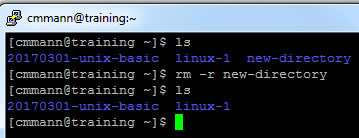 cmmann@training:~
[cmmann@training ~]$ ls
20170301-unix-basic  linux-1  new-directory
[cmmann@training ~]$ rm -r new-directory
[cmmann@training ~]$ ls
20170301-unix-basic  linux-1
[cmmann@training ~]$